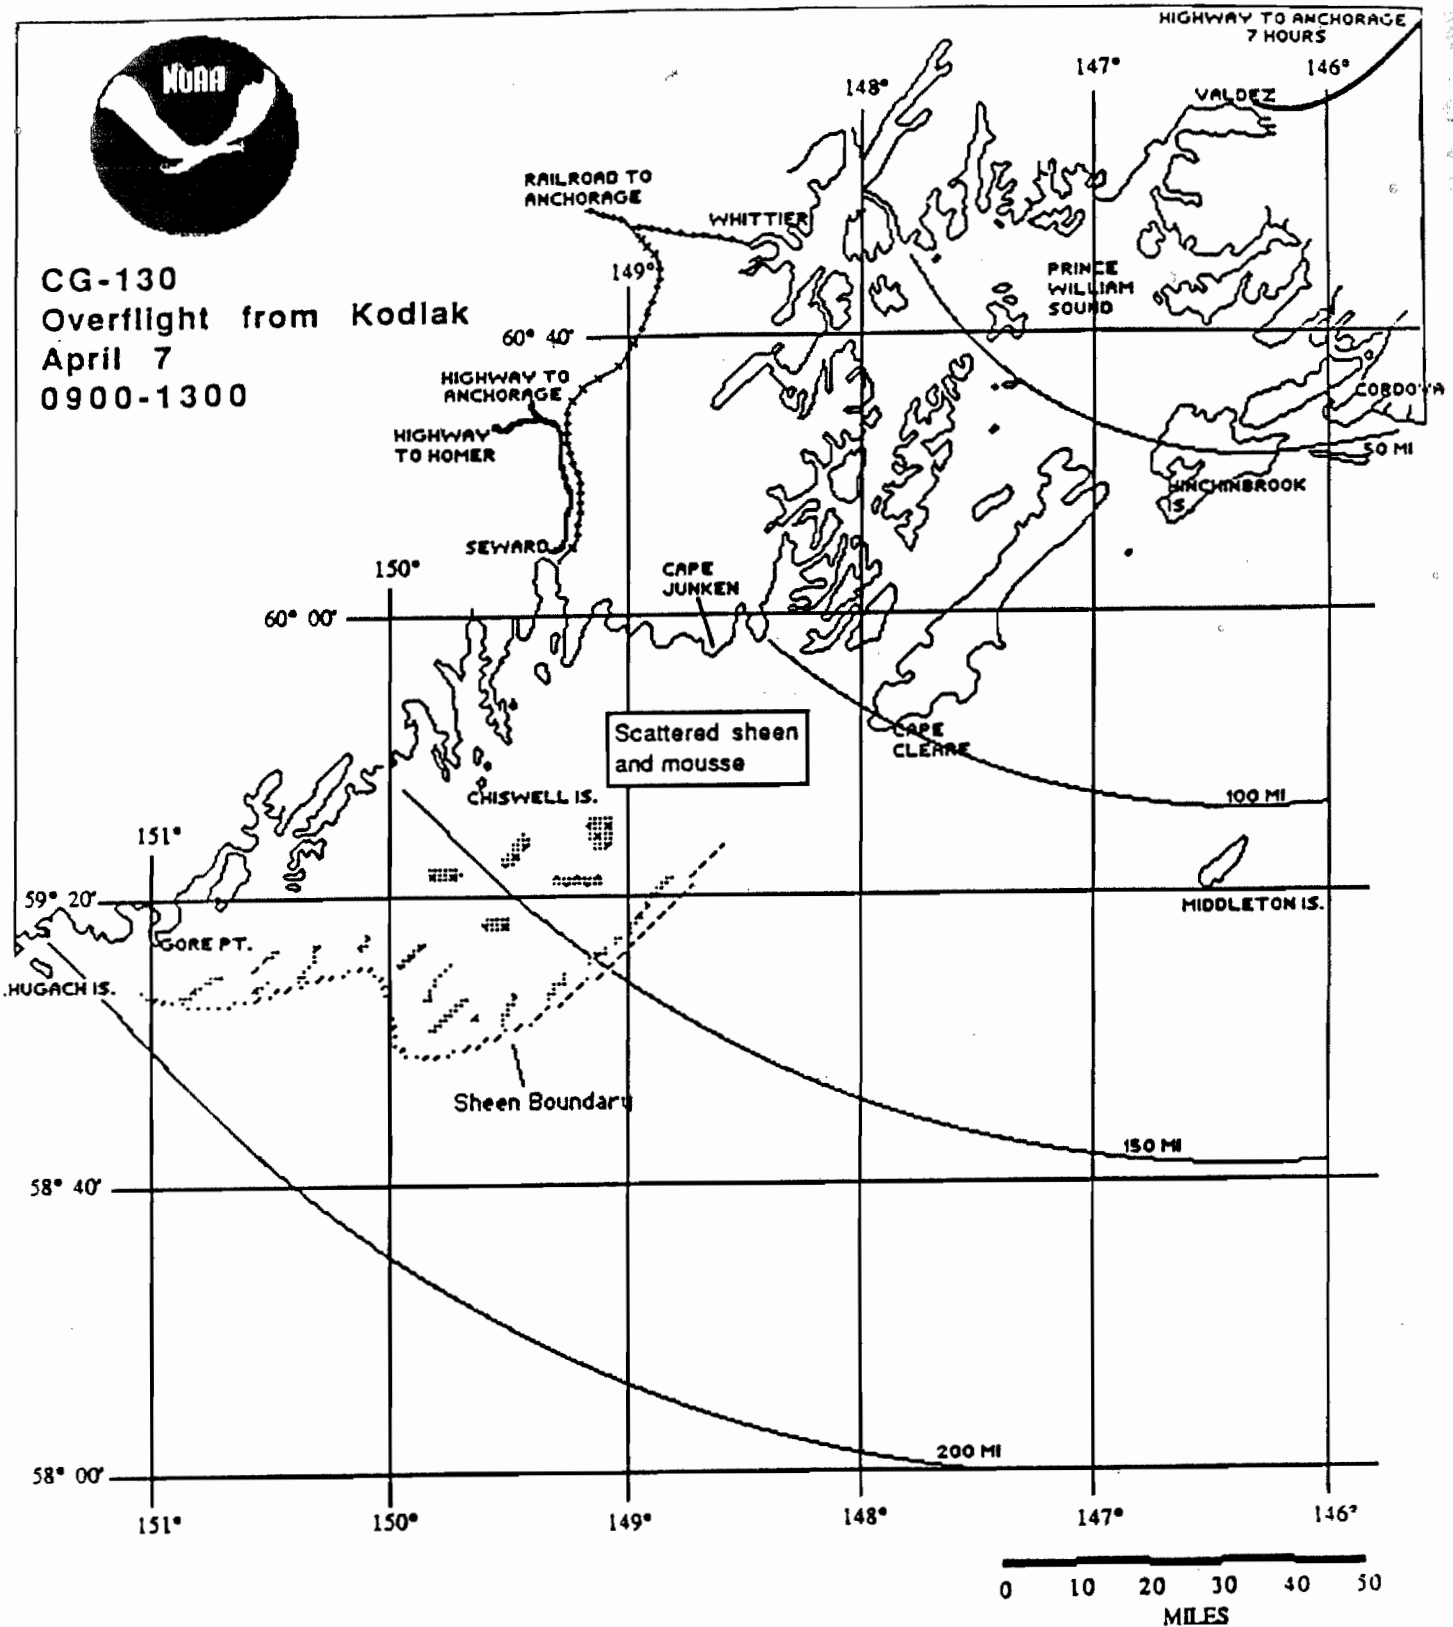 HIGHWAY TO ANCHORAGE
7 HOURS
NOAA
148°
147°
146°
VALDEZ
RAILROAD TO
ANCHORAGE
WHITTIER
149°
PRINCE
WILLIAM
SOUND
CG-130
Overflight from Kodiak
April 7
0900-1300
60° 40'
HIGHWAY TO
ANCHORAGE
HIGHWAY
TO HOMER
CORDOVA
50 MI
HINCHINBROOK
IS.
SEWARD
150°
CAPE
JUNKEN
60° 00'
Scattered sheen
and mousse
CAPE
CLEARE
CHISWELL IS.
100 MI
151°
59° 20'
MIDDLETON IS.
GORE PT.
.HUGACH IS.
Sheen Boundary
150 MI
58° 40'
200 MI
58° 00'
151°
150°
149°
148°
147°
146°
0 10 20 30 40 50
MILES